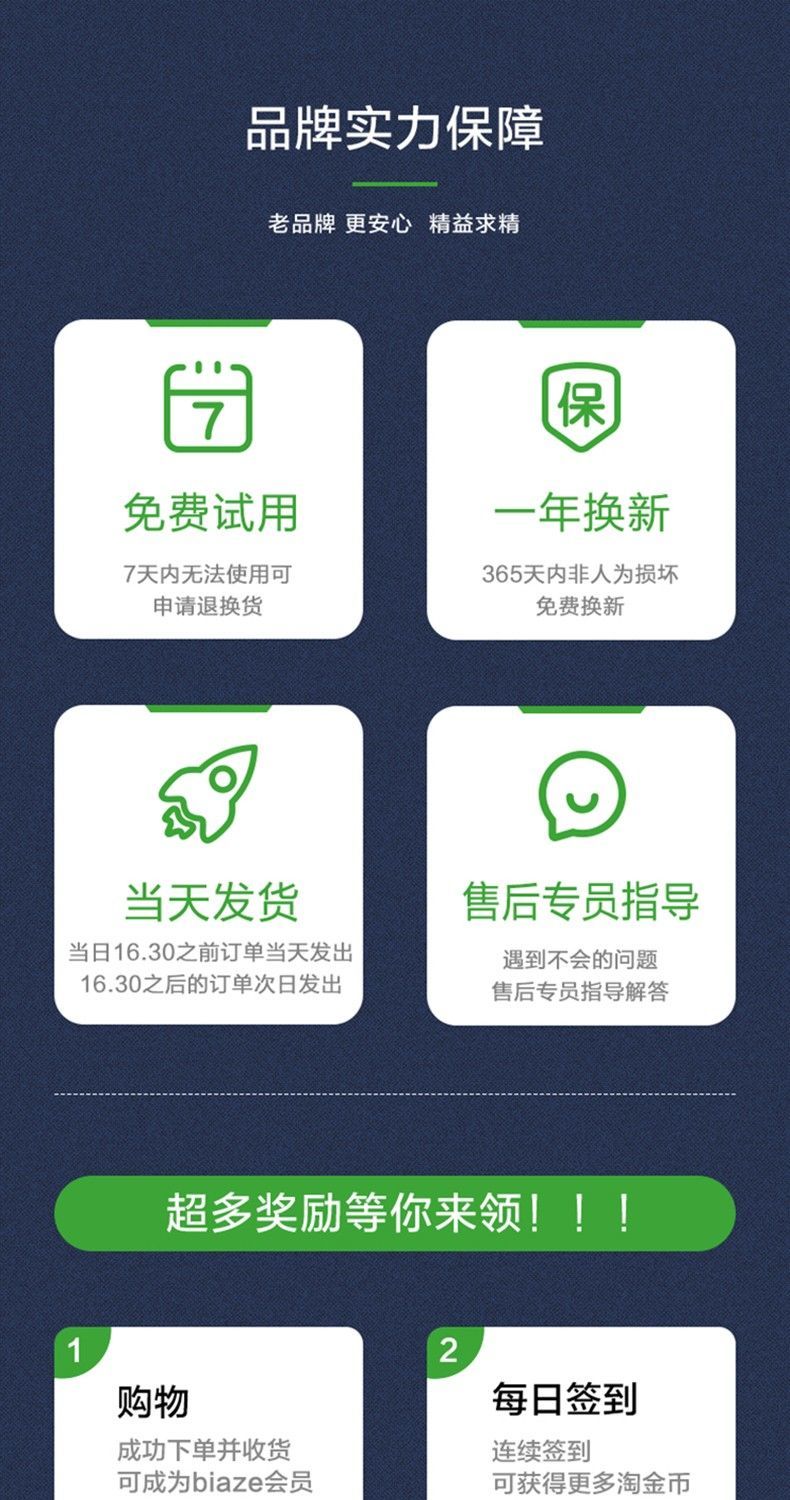 品牌实力保障
老品牌 更安心 精益求精
7
免费试用
7天内无法使用可
申请退换货
保
一年换新
365天内非人为损坏
免费换新
当天发货
当日16.30之前订单当天发出
16.30之后的订单次日发出
售后专员指导
遇到不会的问题
售后专员指导解答
超多奖励等你来领！！！
1
购物
成功下单并收货
可成为biaze会员
2
每日签到
连续签到
可获得更多淘金币